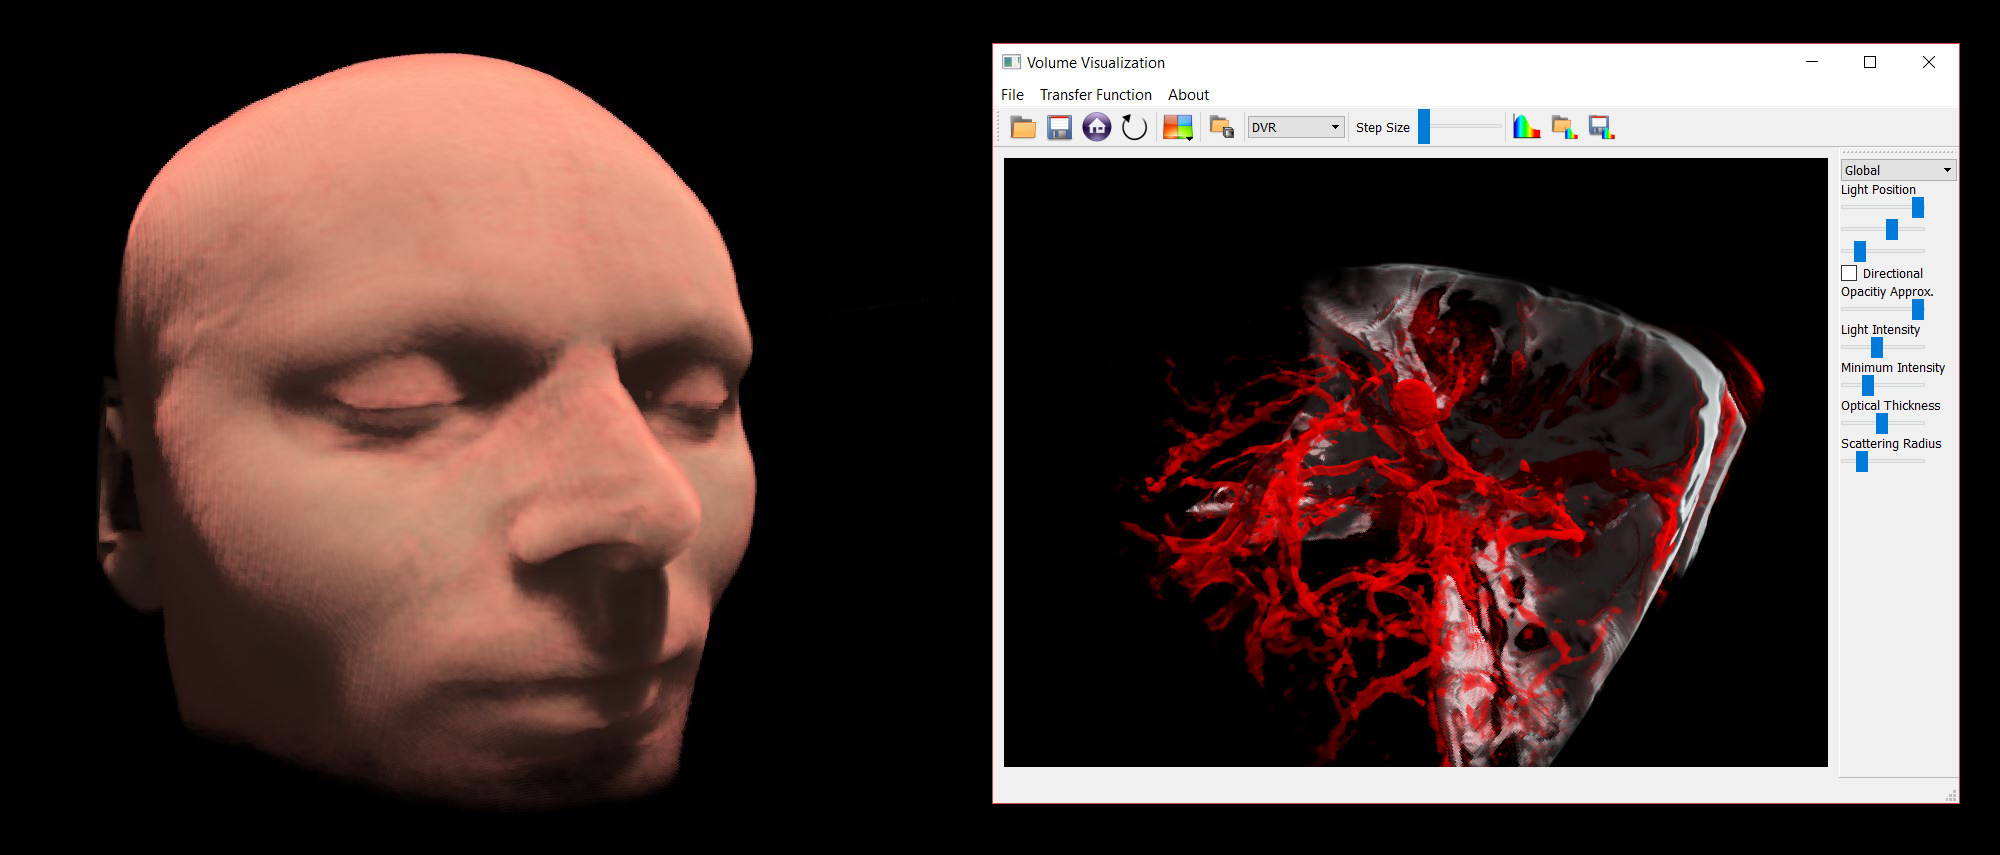 Volume Visualization
File Transfer Function About
DVR Step Size
Global
Light Position
Directional
Opacitiy Approx.
Light Intensity
Minimum Intensity
Optical Thickness
Scattering Radius